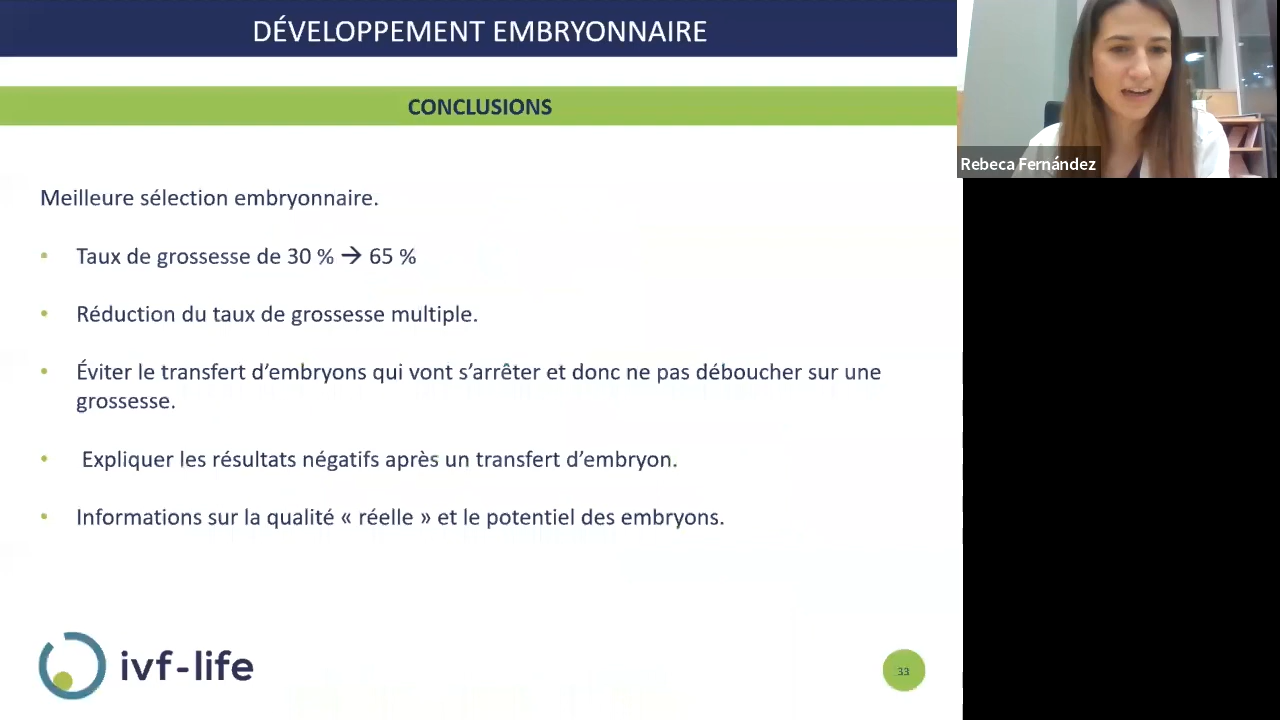 DÉVELOPPEMENT EMBRYONNAIRE
CONCLUSIONS
Rebeca Fernández
Meilleure sélection embryonnaire.
• Taux de grossesse de 30 % → 65 %
• Réduction du taux de grossesse multiple.
• Éviter le transfert d’embryons qui vont s’arrêter et donc ne pas déboucher sur une
grossesse.
• Expliquer les résultats négatifs après un transfert d’embryon.
• Informations sur la qualité « réelle » et le potentiel des embryons.
ivf-life
33